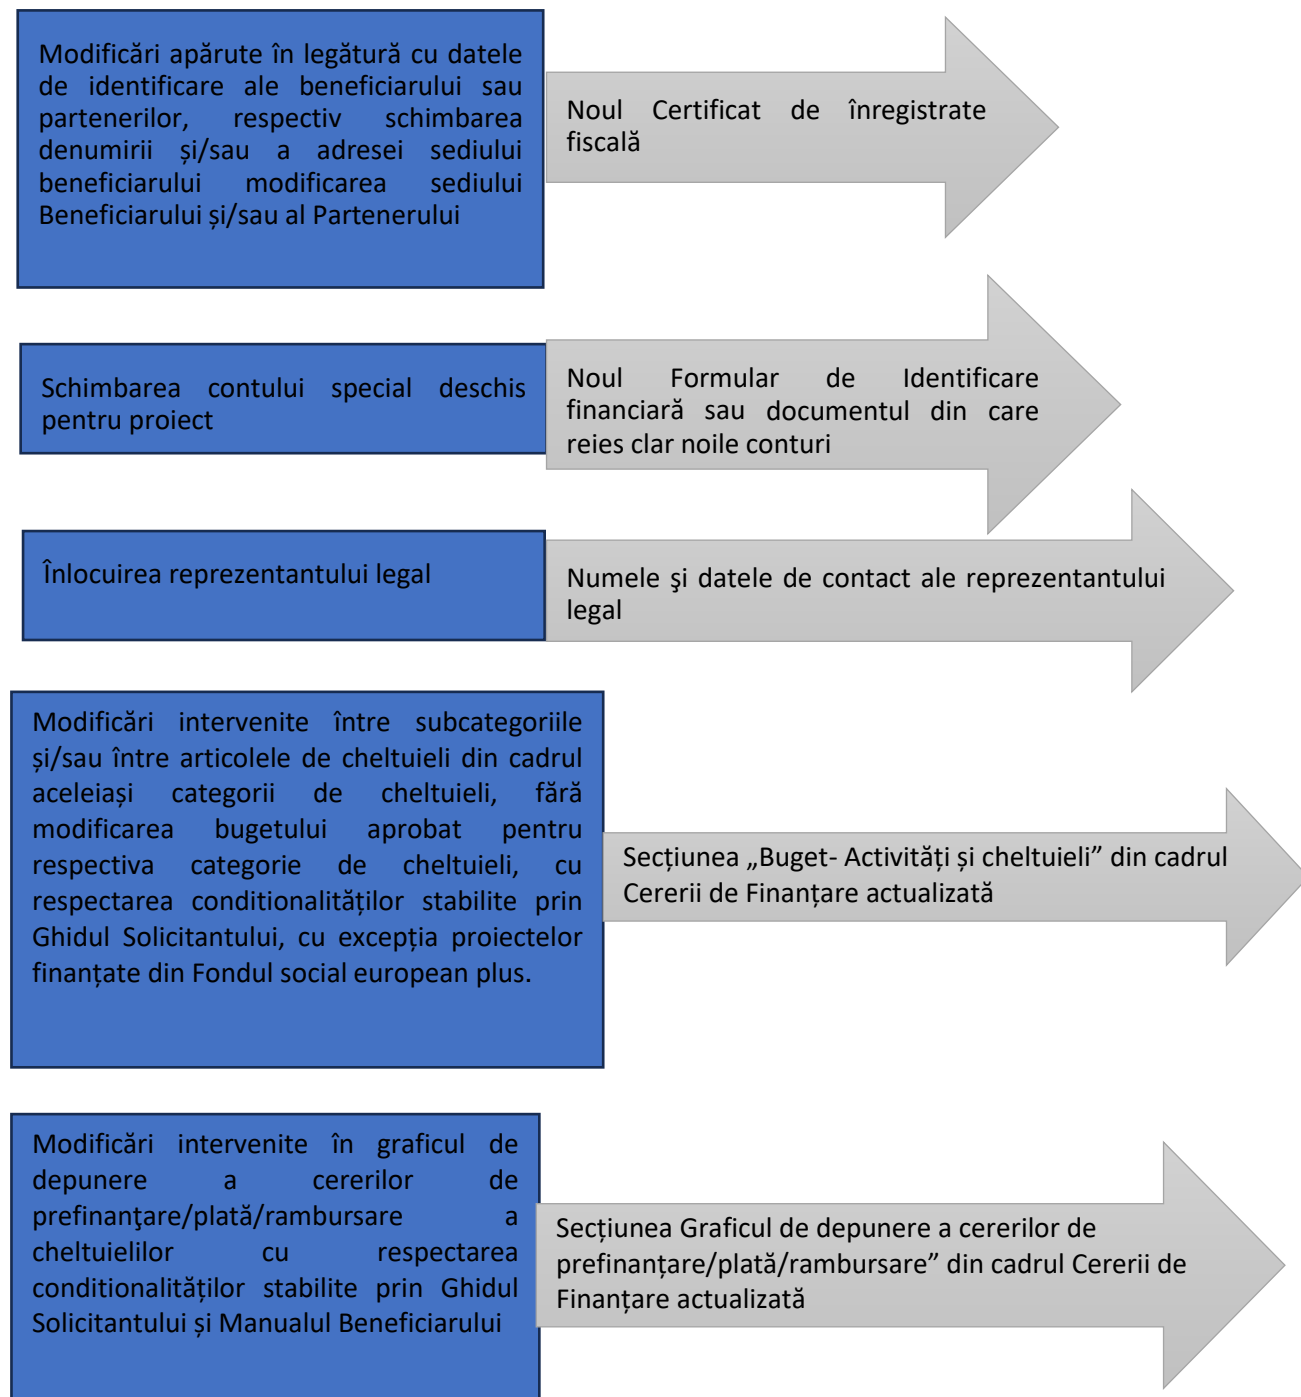 Modificări apărute în legătură cu datele
de identificare ale beneficiarului sau
partenerilor, respectiv schimbarea
denumirii și/sau a adresei sediului
beneficiarului modificarea sediului
Beneficiarului și/sau al Partenerului
Noul Certificat de înregistrate
fiscală
Schimbarea contului special deschis
pentru proiect
Noul Formular de Identificare
financiară sau documentul din care
reies clar noile conturi
Înlocuirea reprezentantului legal
Numele şi datele de contact ale reprezentantului
legal
Modificări intervenite între subcategoriile
și/sau între articolele de cheltuieli din cadrul
aceleiași categorii de cheltuieli, fără
modificarea bugetului aprobat pentru
respectiva categorie de cheltuieli, cu
respectarea conditionalităților stabilite prin
Ghidul Solicitantului, cu excepția proiectelor
finanțate din Fondul social european plus.
Secțiunea „Buget- Activități și cheltuieli” din cadrul
Cererii de Finanțare actualizată
Modificări intervenite în graficul de
depunere a cererilor de
prefinanţare/plată/rambursare a
cheltuielilor cu respectarea
conditionalităților stabilite prin Ghidul
Solicitantului și Manualul Beneficiarului
Secțiunea Graficul de depunere a cererilor de
prefinanțare/plată/rambursare” din cadrul Cererii de
Finanțare actualizată